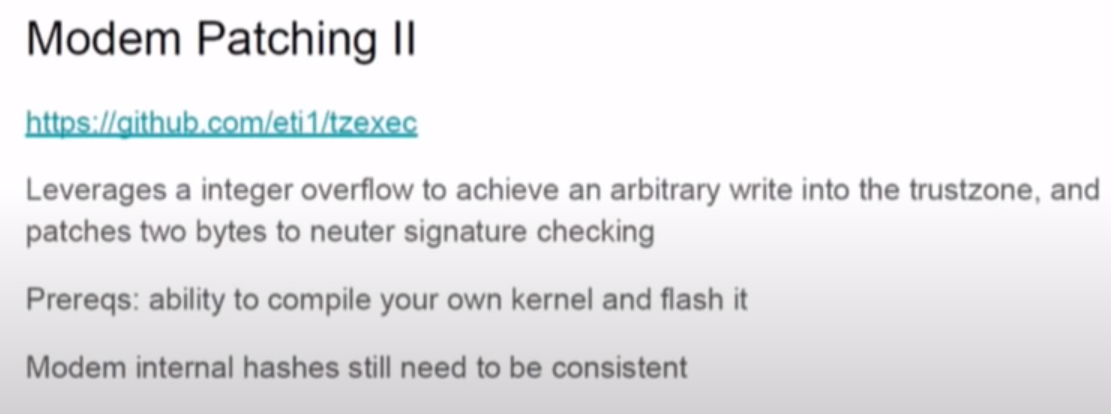 Modem Patching II
https://github.com/eti1/tzexec
Leverages a integer overflow to achieve an arbitrary write into the trustzone, and
patches two bytes to neuter signature checking
Prereqs: ability to compile your own kernel and flash it
Modem internal hashes still need to be consistent